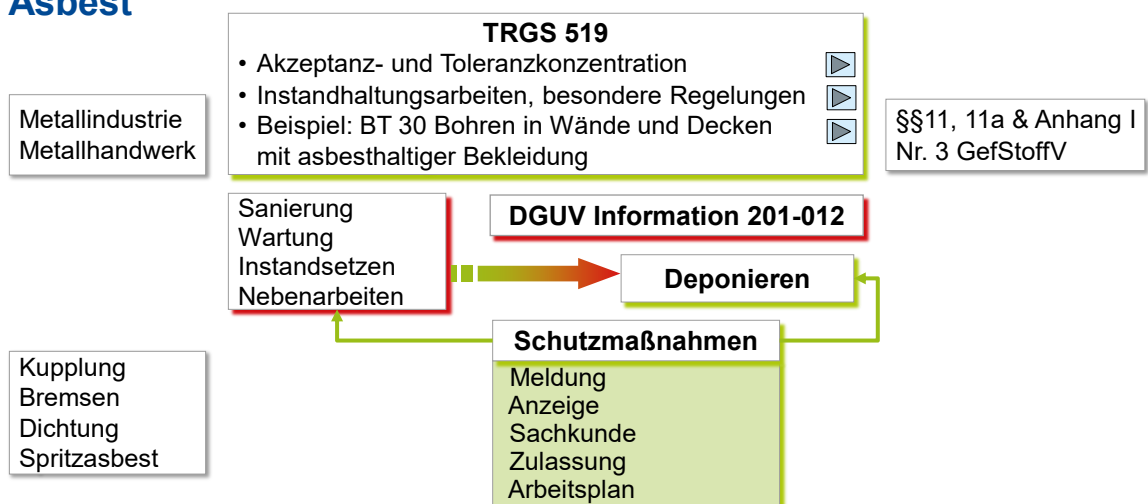 Asbest
TRGS 519
• Akzeptanz- und Toleranzkonzentration
• Instandhaltungsarbeiten, besondere Regelungen
• Beispiel: BT 30 Bohren in Wände und Decken
mit asbesthaltiger Bekleidung
Metallindustrie
Metallhandwerk
§§11, 11a & Anhang I
Nr. 3 GefStoffV
Sanierung
Wartung
Instandsetzen
Nebenarbeiten
DGUV Information 201-012
Deponieren
Schutzmaßnahmen
Meldung
Anzeige
Sachkunde
Zulassung
Arbeitsplan
Kupplung
Bremsen
Dichtung
Spritzasbest